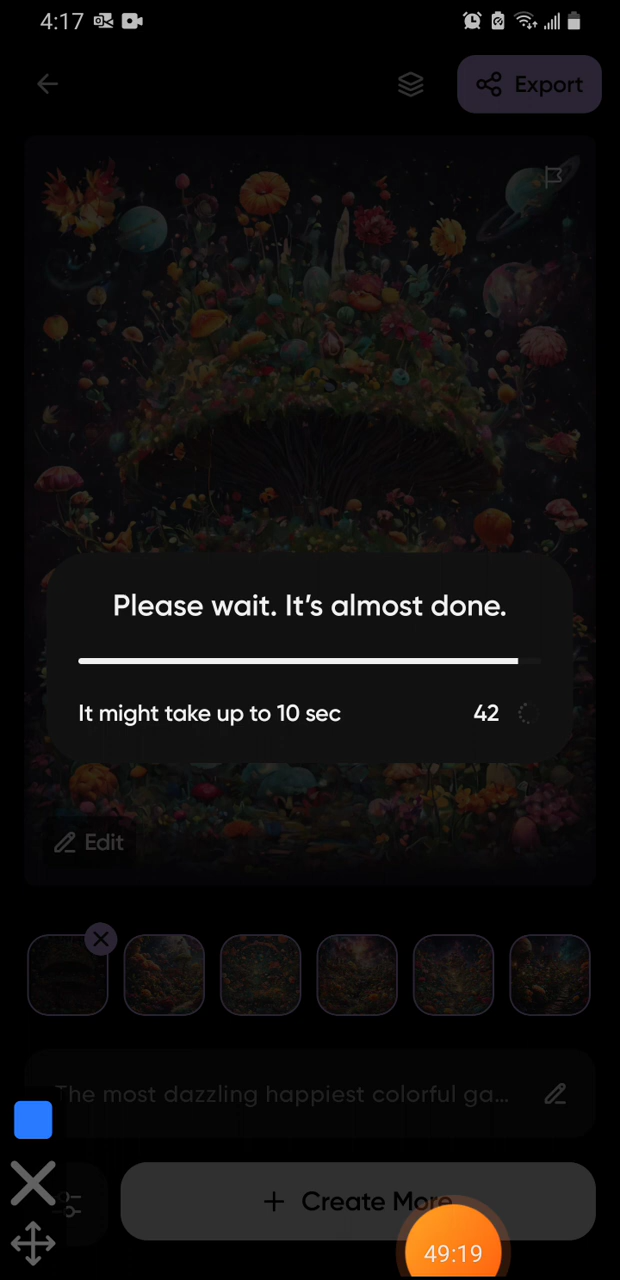 4:17
Export
Please wait. It's almost done.
It might take up to 10 sec
42
Edit
The most dazzling happiest colorful ga...
+ Create More
49:19